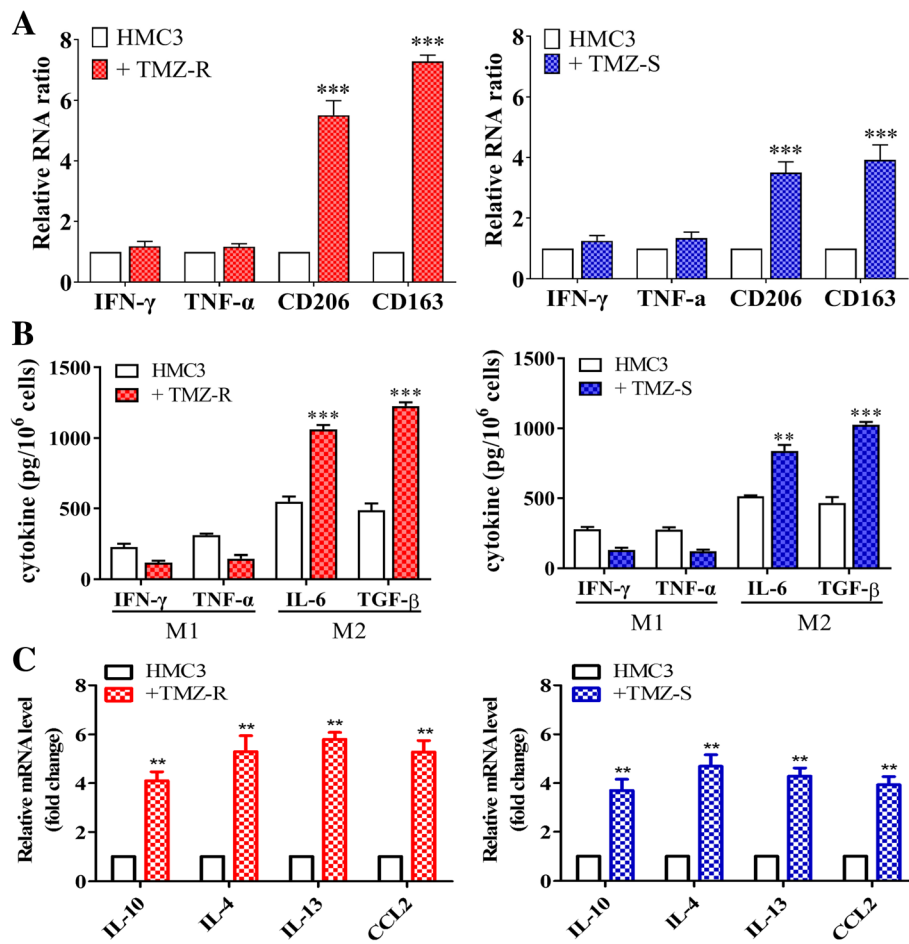 A
Relative RNA ratio
8
6
4
2
0
HMC3
+ TMZ-R
***
***
IFN-γ TNF-α CD206 CD163
Relative RNA ratio
8
6
4
2
0
HMC3
+ TMZ-S
***
***
IFN-γ TNF-a CD206 CD163
B
cytokine (pg/10⁶ cells)
1500
1000
500
0
HMC3
+ TMZ-R
***
***
IFN-γ TNF-α IL-6 TGF-β
M1 M2
cytokine (pg/10⁶ cells)
1500
1000
500
0
HMC3
+ TMZ-S
**
***
IFN-γ TNF-α IL-6 TGF-β
M1 M2
C
Relative mRNA level
(fold change)
8
6
4
2
0
HMC3
+TMZ-R
** ** ** **
IL-10 IL-4 IL-13 CCL2
Relative mRNA level
(fold change)
8
6
4
2
0
HMC3
+TMZ-S
** ** ** **
IL-10 IL-4 IL-13 CCL2